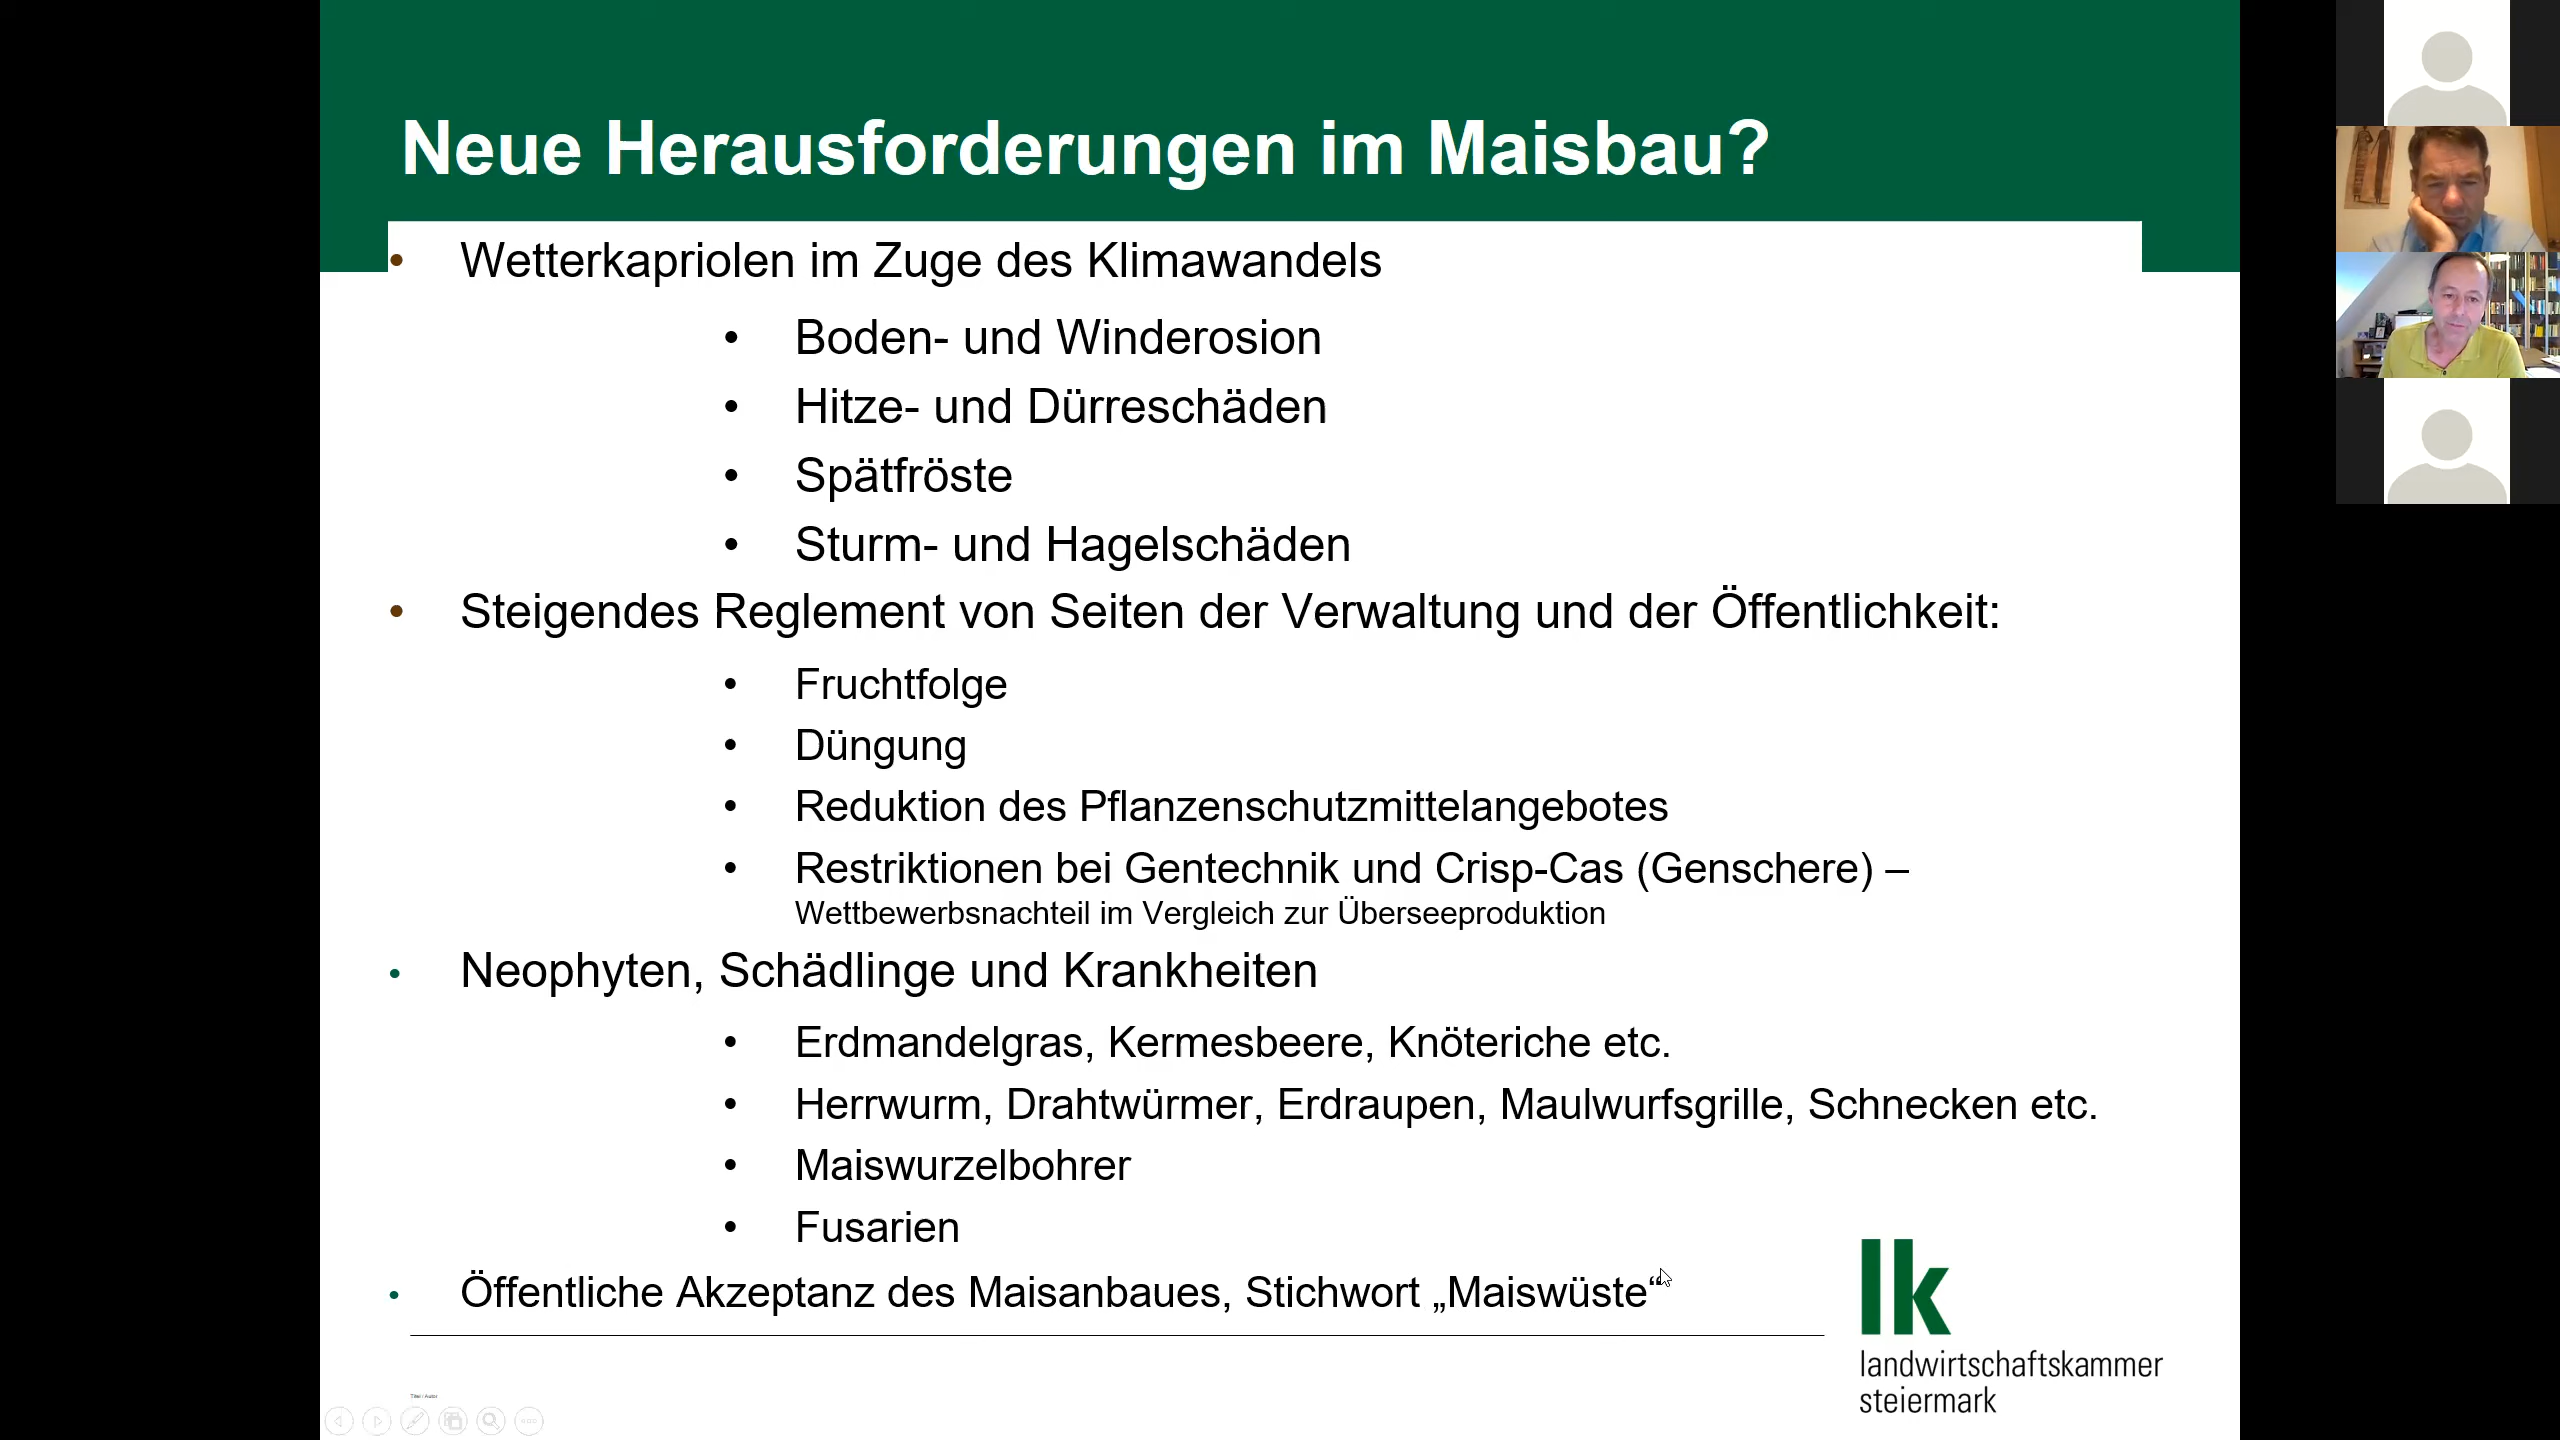 Neue Herausforderungen im Maisbau?
• Wetterkapriolen im Zuge des Klimawandels
• Boden- und Winderosion
• Hitze- und Dürreschäden
• Spätfröste
• Sturm- und Hagelschäden
• Steigendes Reglement von Seiten der Verwaltung und der Öffentlichkeit:
• Fruchtfolge
• Düngung
• Reduktion des Pflanzenschutzmittelangebotes
• Restriktionen bei Gentechnik und Crisp-Cas (Genschere) –
Wettbewerbsnachteil im Vergleich zur Überseeproduktion
• Neophyten, Schädlinge und Krankheiten
• Erdmandelgras, Kermesbeere, Knöteriche etc.
• Herrwurm, Drahtwürmer, Erdraupen, Maulwurfsgrille, Schnecken etc.
• Maiswurzelbohrer
• Fusarien
• Öffentliche Akzeptanz des Maisanbaues, Stichwort „Maiswüste“
lk
landwirtschaftskammer
steiermark
Titel / Autor